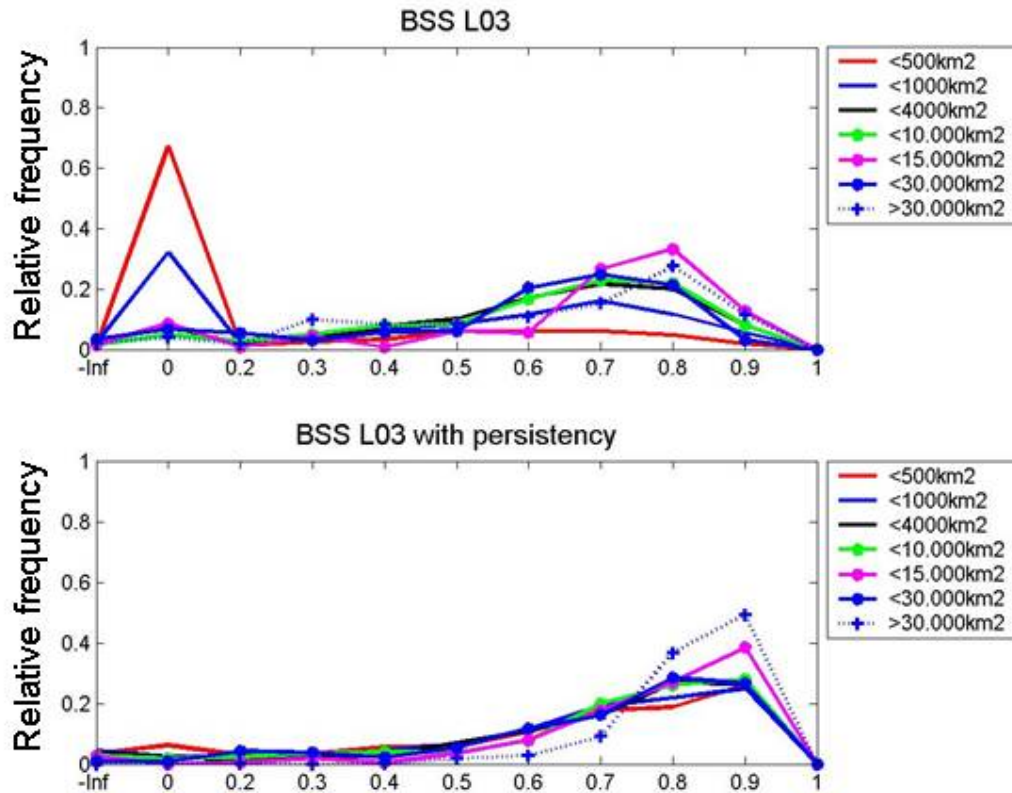 BSS L03
Relative frequency
1
0.8
0.6
0.4
0.2
0
-Inf 0 0.2 0.3 0.4 0.5 0.6 0.7 0.8 0.9 1
<500km2
<1000km2
<4000km2
<10.000km2
<15.000km2
<30.000km2
>30.000km2
BSS L03 with persistency
Relative frequency
1
0.8
0.6
0.4
0.2
0
-Inf 0 0.2 0.3 0.4 0.5 0.6 0.7 0.8 0.9 1
<500km2
<1000km2
<4000km2
<10.000km2
<15.000km2
<30.000km2
>30.000km2